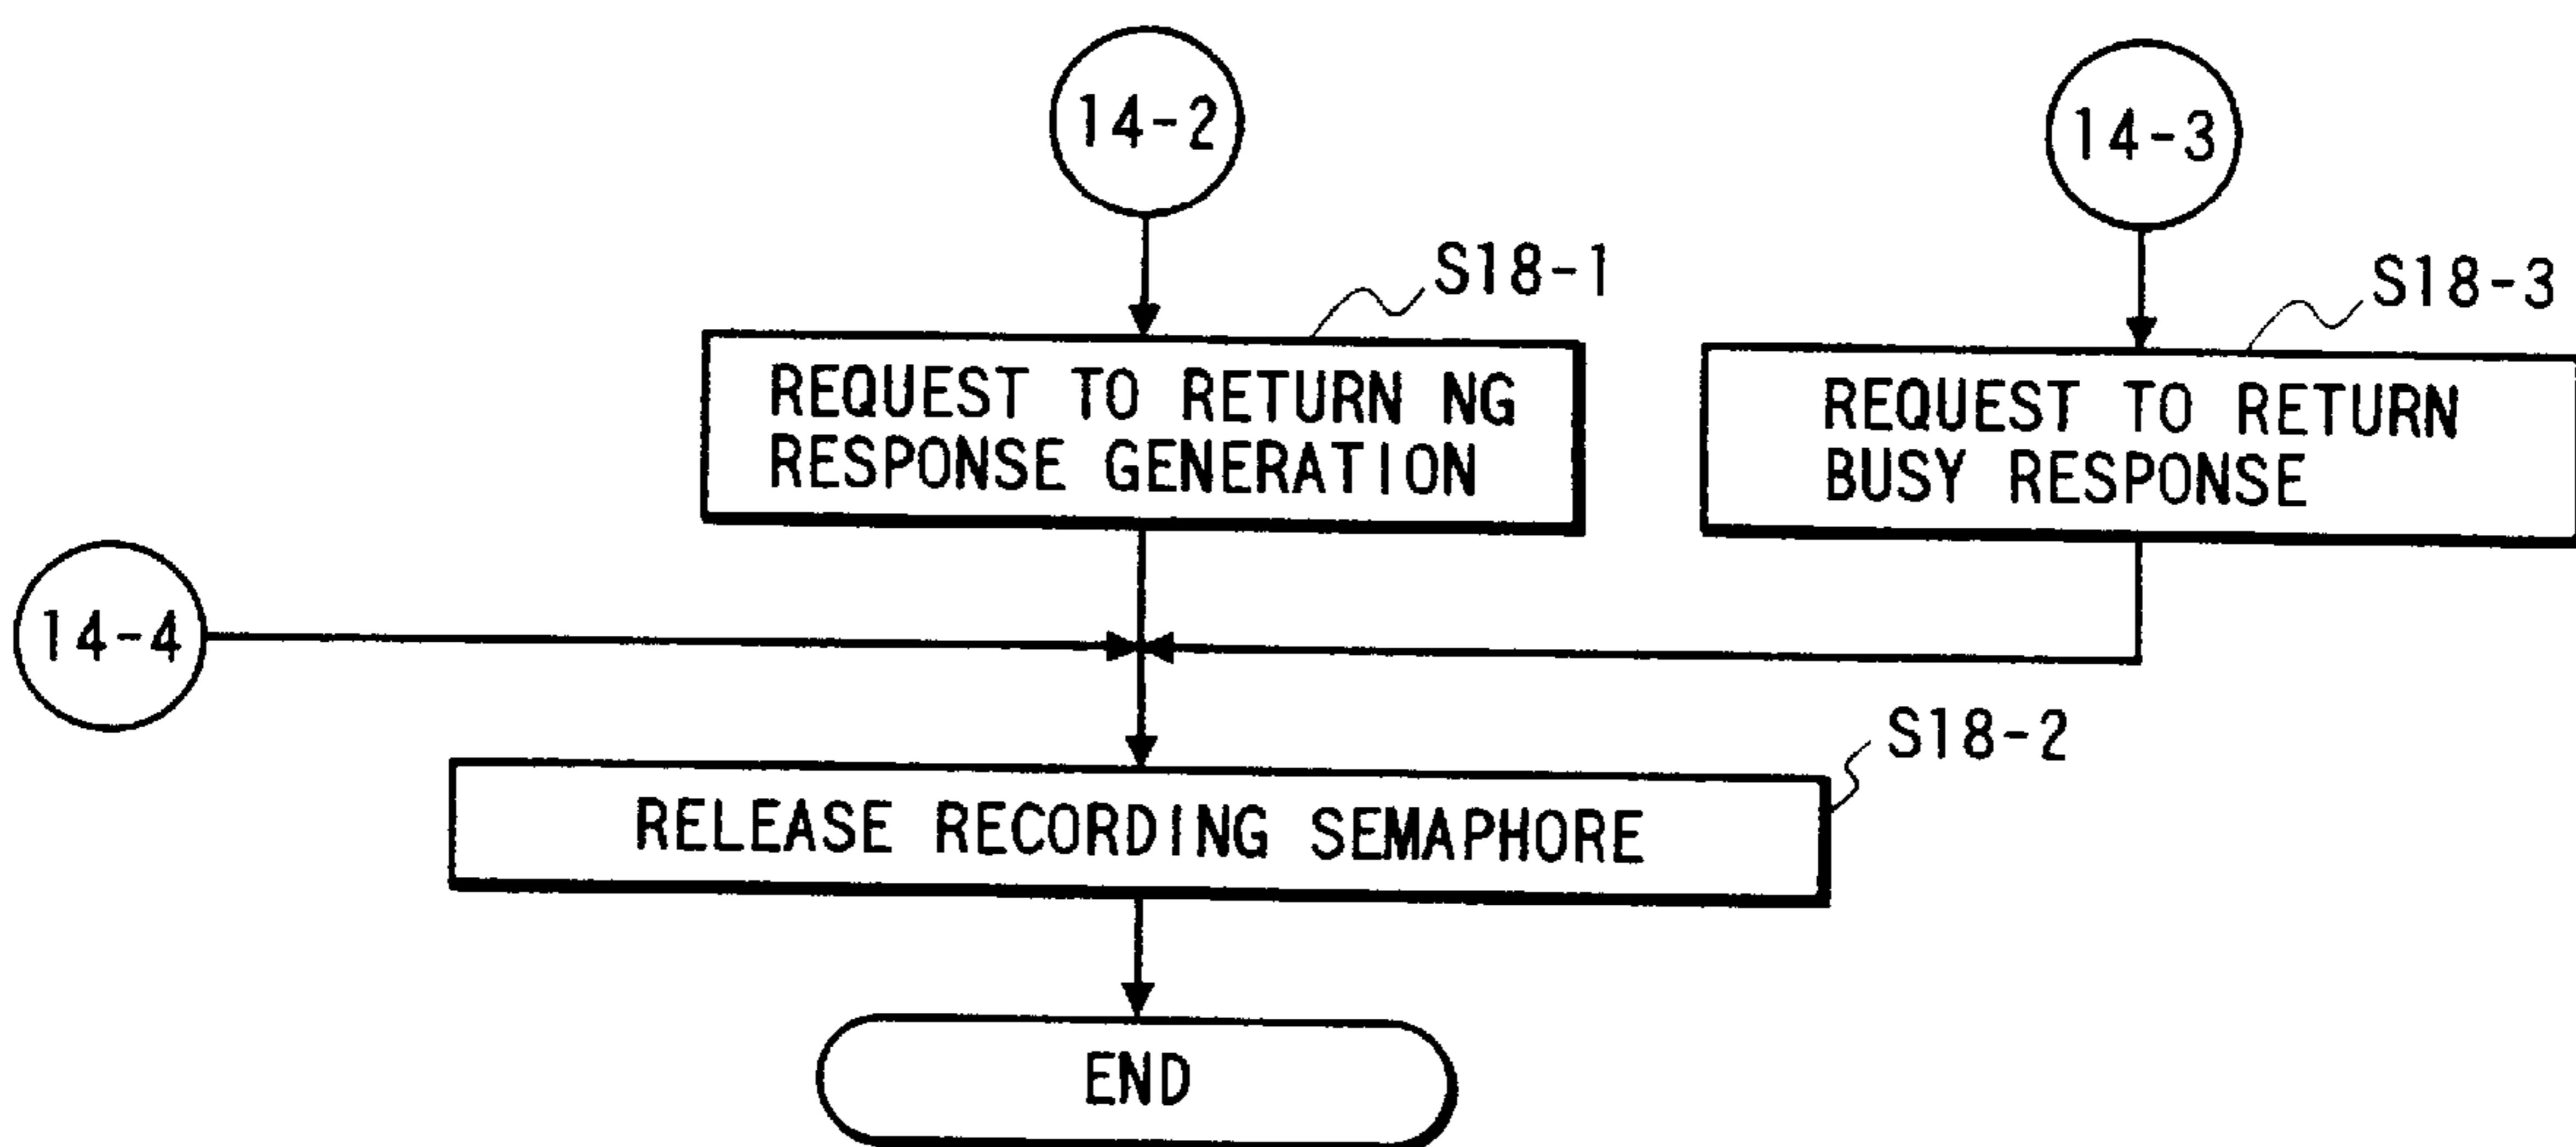 14-2
14-3
S18-1
S18-3
REQUEST TO RETURN NG
RESPONSE GENERATION
REQUEST TO RETURN
BUSY RESPONSE
14-4
S18-2
RELEASE RECORDING SEMAPHORE
END